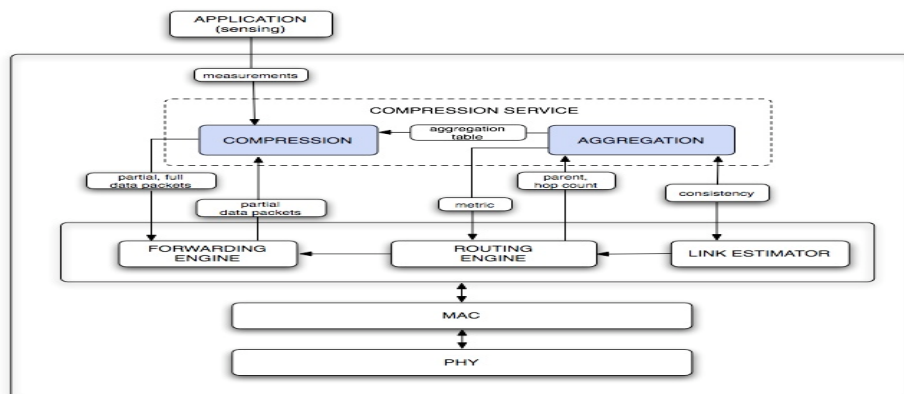 APPLICATION
(sensing)
measurements
COMPRESSION SERVICE
COMPRESSION
aggregation
table
AGGREGATION
partial, full
data packets
partial
data packets
metric
parent,
hop count
consistency
FORWARDING
ENGINE
ROUTING
ENGINE
LINK ESTIMATOR
MAC
PHY